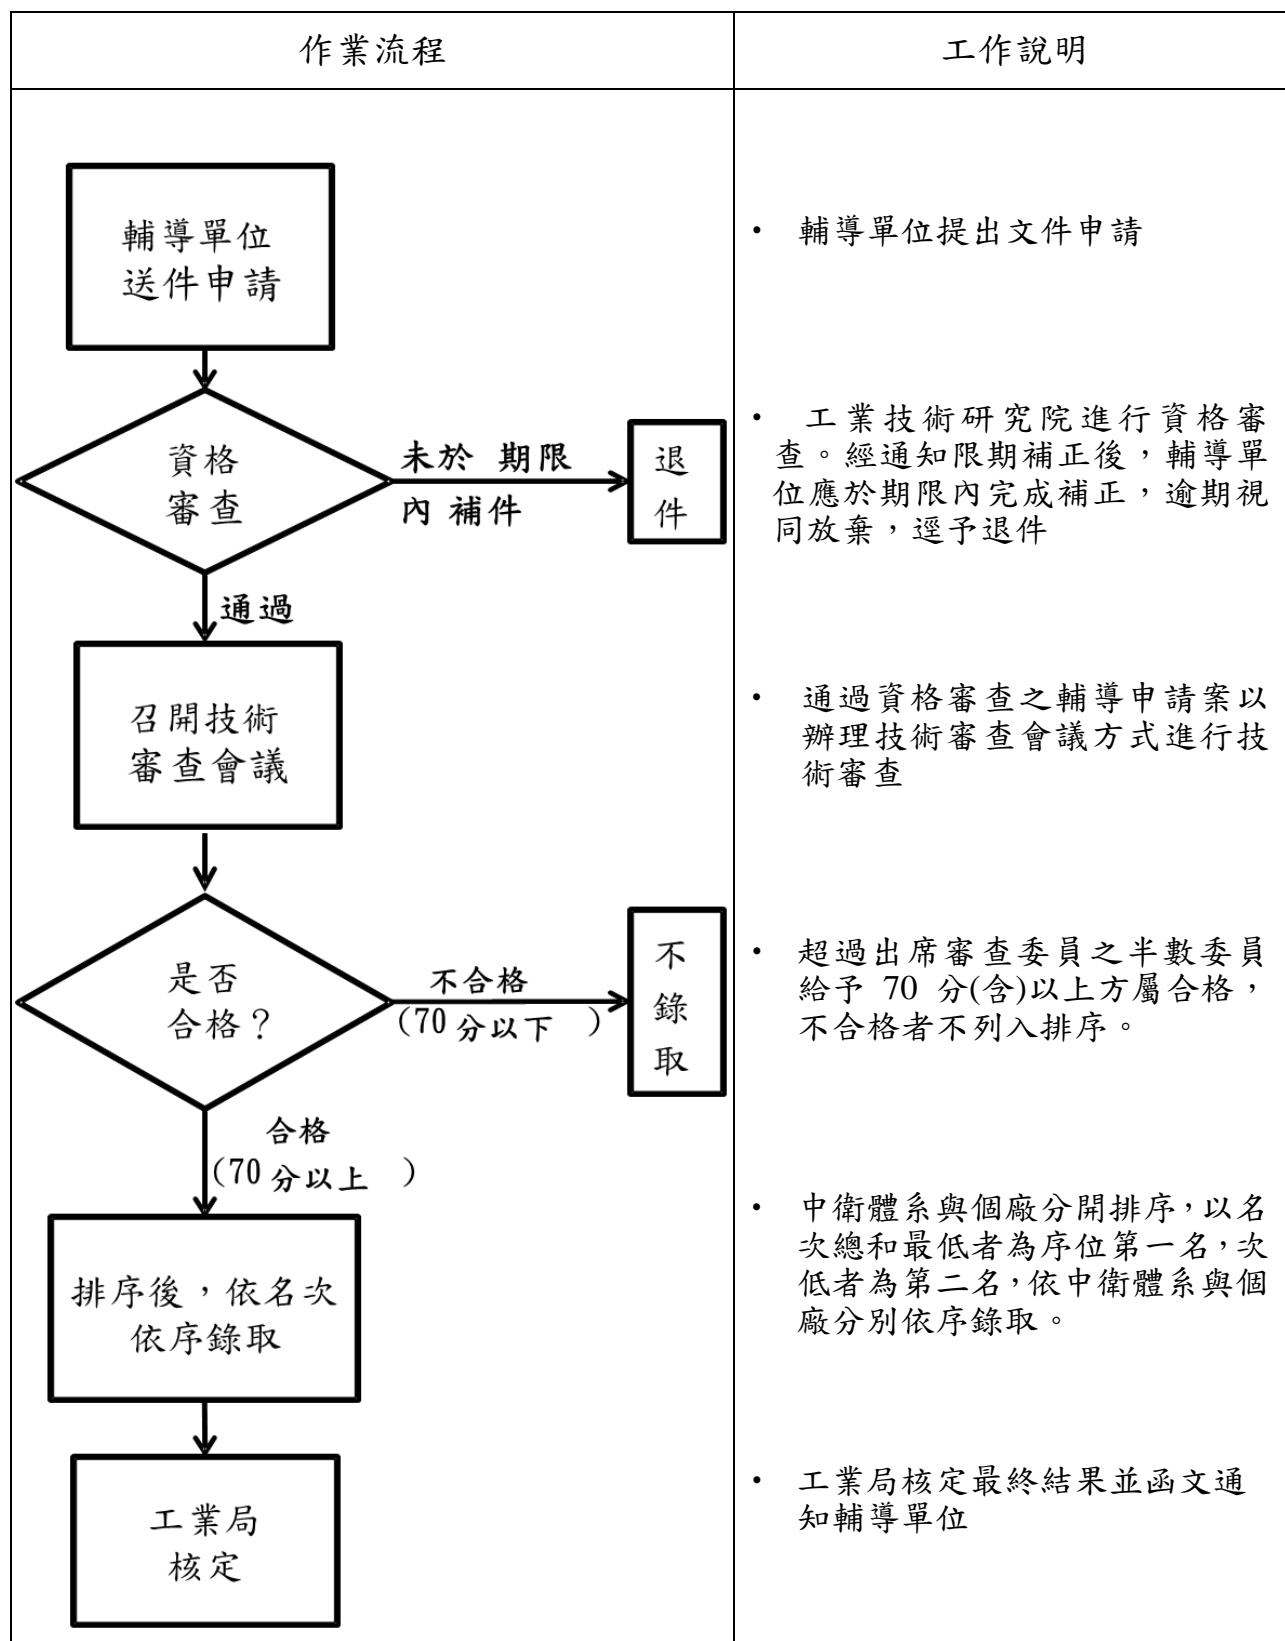 作業流程
工作說明
輔導單位
送件申請
• 輔導單位提出文件申請
資格
審查
未於 期限
內 補件
退
件
• 工業技術研究院進行資格審
查。經通知限期補正後，輔導單
位應於期限內完成補正，逾期視
同放棄，逕予退件
通過
召開技術
審查會議
• 通過資格審查之輔導申請案以
辦理技術審查會議方式進行技
術審查
是否
合格？
不合格
（70分以下 ）
不
錄
取
• 超過出席審查委員之半數委員
給予 70 分(含)以上方屬合格，
不合格者不列入排序。
合格
（70分以上 ）
排序後，依名次
依序錄取
• 中衛體系與個廠分開排序，以名
次總和最低者為序位第一名，次
低者為第二名，依中衛體系與個
廠分別依序錄取。
工業局
核定
• 工業局核定最終結果並函文通
知輔導單位